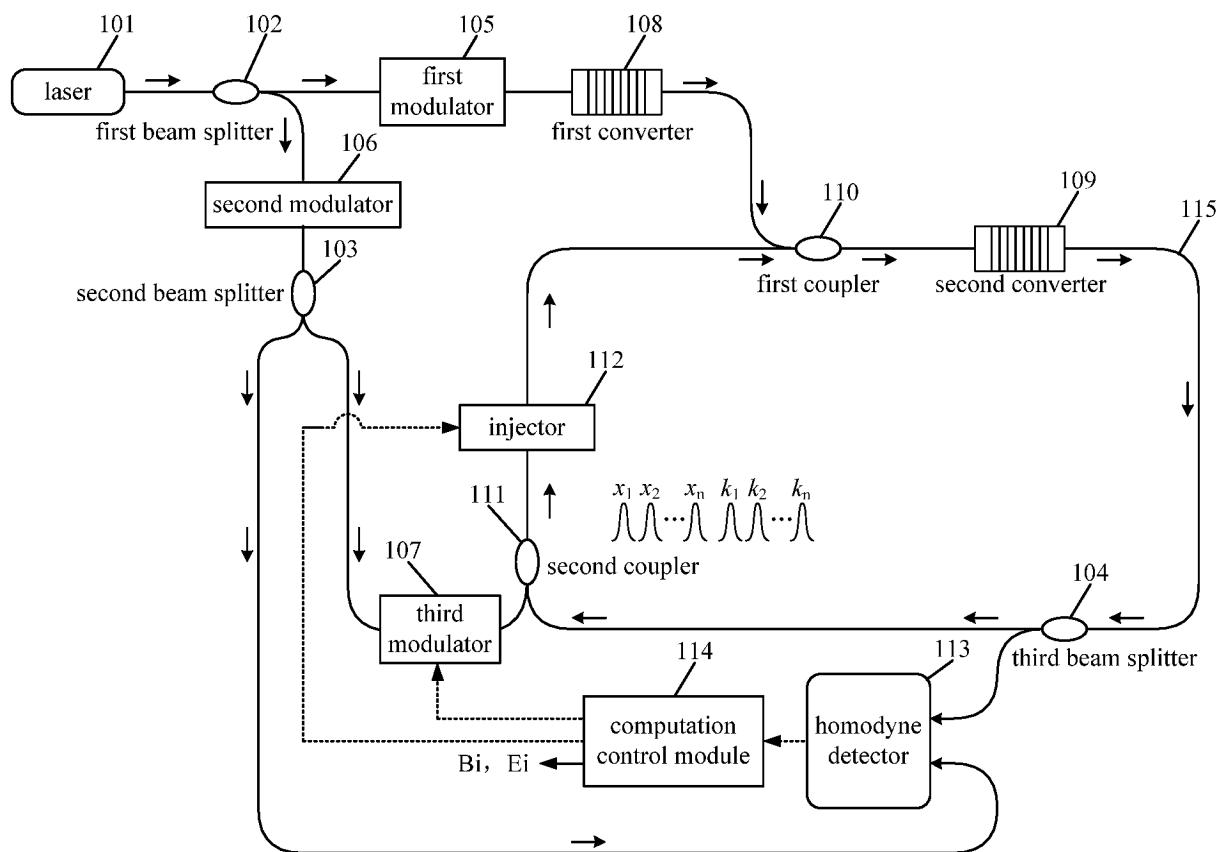 101
102
105
108
laser
first
modulator
first beam splitter
first converter
106
second modulator
110
109
115
103
second beam splitter
first coupler
second converter
112
injector
x1 x2 ... xn k1 k2 ... kn
111
second coupler
107
third
modulator
104
third beam splitter
114
113
computation
control module
homodyne
detector
Bi, Ei